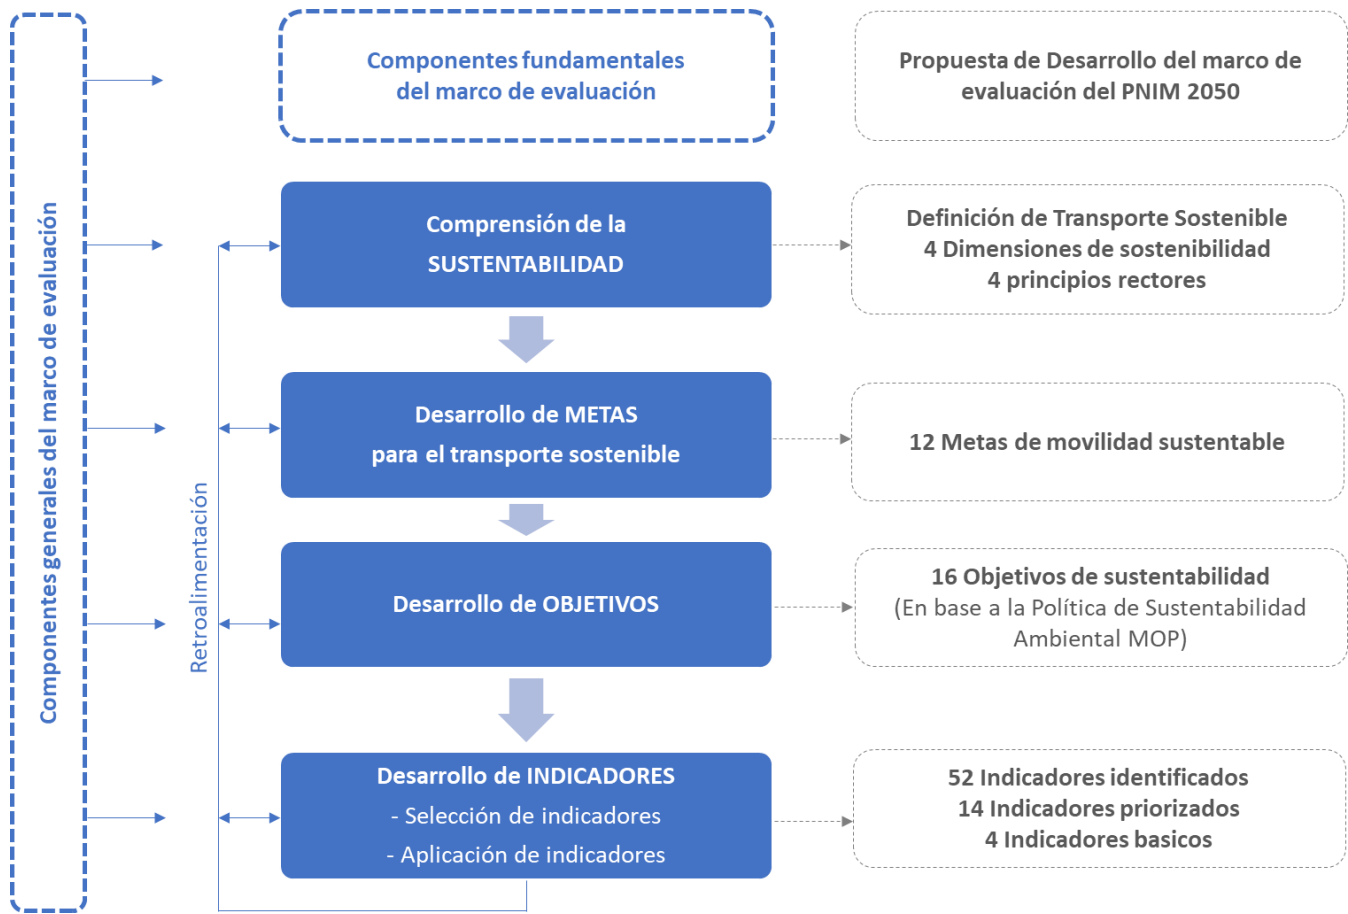 Componentes generales del marco de evaluación
Componentes fundamentales
del marco de evaluación
Propuesta de Desarrollo del marco de
evaluación del PNIM 2050
Retroalimentación
Comprensión de la
SUSTENTABILIDAD
Definición de Transporte Sostenible
4 Dimensiones de sostenibilidad
4 principios rectores
Desarrollo de METAS
para el transporte sostenible
12 Metas de movilidad sustentable
Desarrollo de OBJETIVOS
16 Objetivos de sustentabilidad
(En base a la Política de Sustentabilidad
Ambiental MOP)
Desarrollo de INDICADORES
- Selección de indicadores
- Aplicación de indicadores
52 Indicadores identificados
14 Indicadores priorizados
4 Indicadores basicos